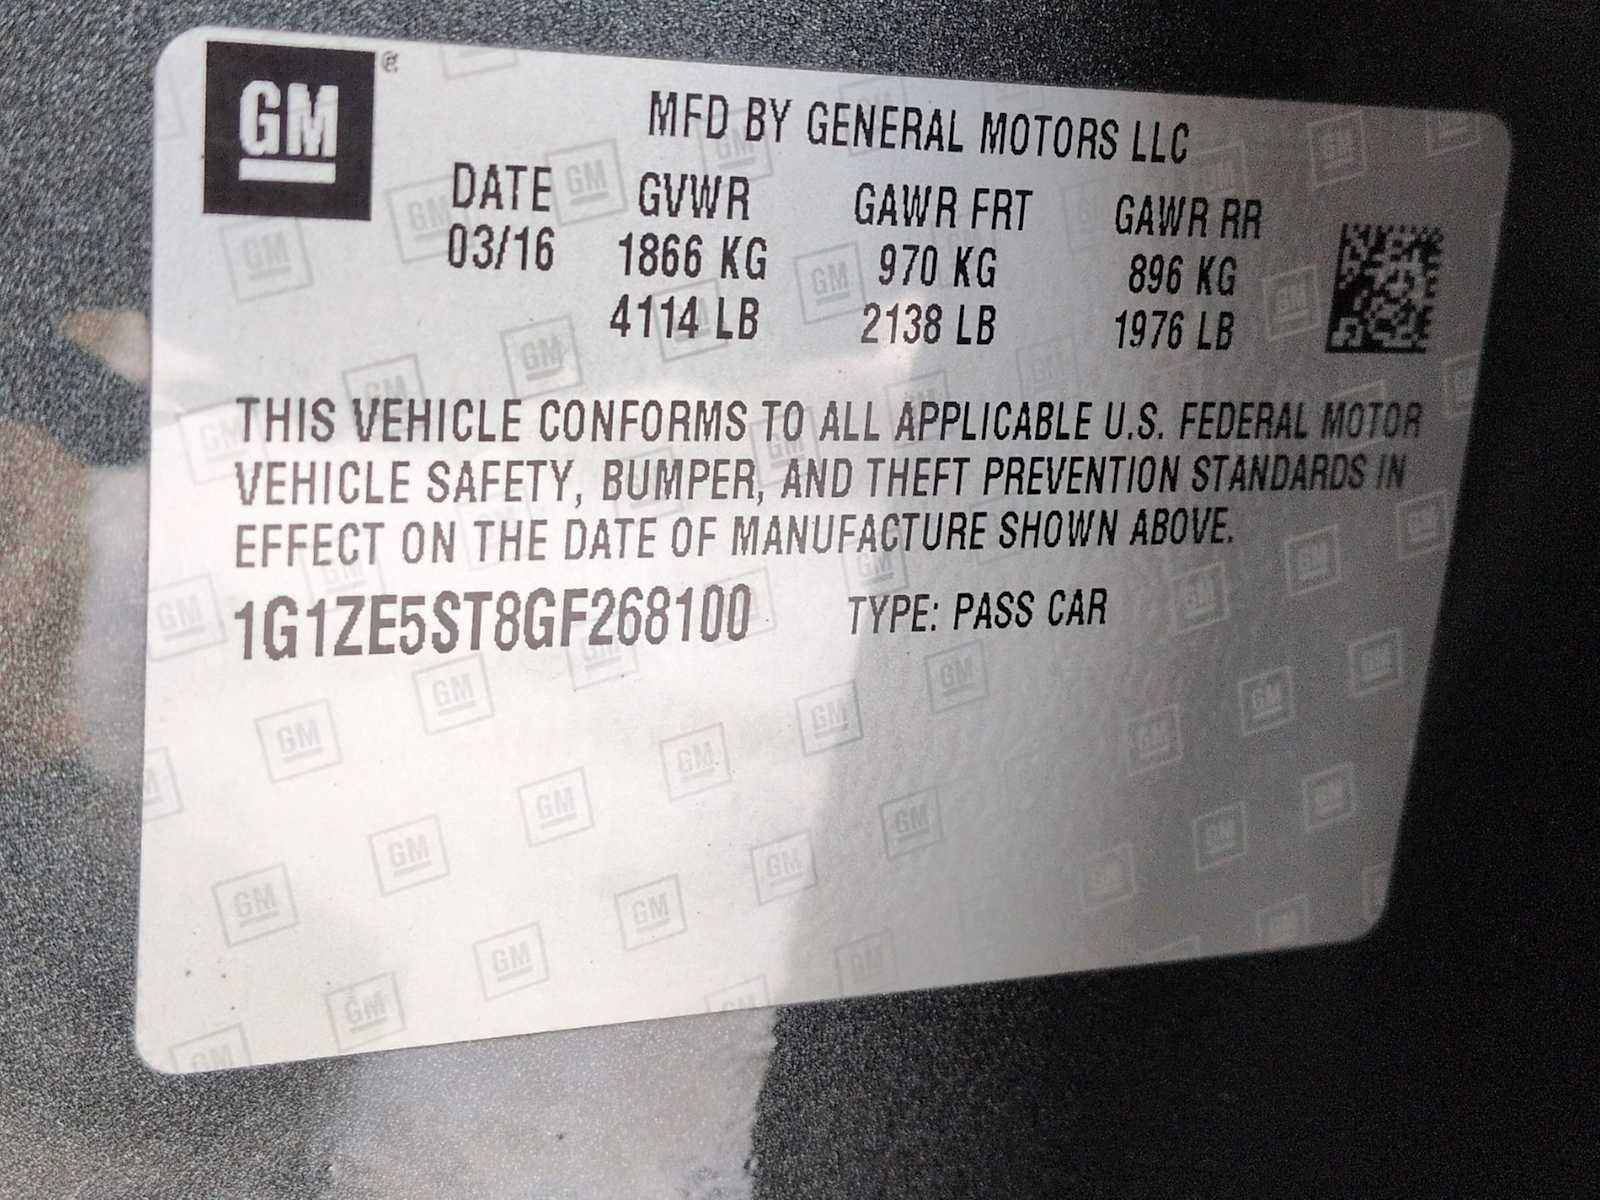 GM®
MFD BY GENERAL MOTORS LLC
DATE GVWR GAWR FRT GAWR RR
03/16 1866 KG 970 KG 896 KG
4114 LB 2138 LB 1976 LB
THIS VEHICLE CONFORMS TO ALL APPLICABLE U.S. FEDERAL MOTOR
VEHICLE SAFETY, BUMPER, AND THEFT PREVENTION STANDARDS IN
EFFECT ON THE DATE OF MANUFACTURE SHOWN ABOVE.
1G1ZE5ST8GF268100 TYPE: PASS CAR